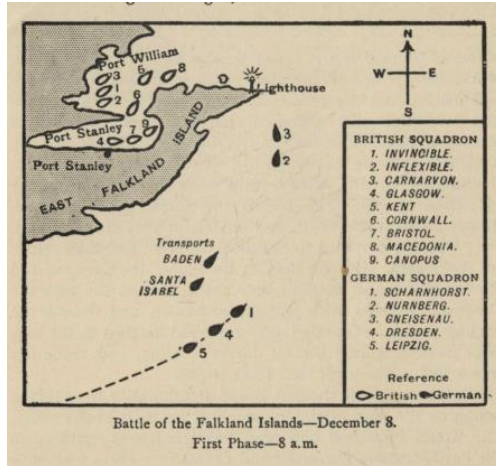 Port William
3
1
2
5
8
6
Lighthouse
N
W E
S
Port Stanley
4 7 9
Port Stanley
EAST FALKLAND ISLAND
3
2
Transports
BADEN
SANTA
ISABEL
1
4
5
BRITISH SQUADRON
1. INVINCIBLE.
2. INFLEXIBLE.
3. CARNARVON.
4. GLASGOW.
5. KENT
6. CORNWALL.
7. BRISTOL.
8. MACEDONIA.
9. CANOPUS
GERMAN SQUADRON
1. SCHARNHORST.
2. NURNBERG.
3. GNEISENAU.
4. DRESDEN.
5. LEIPZIG.
Reference
British German
Battle of the Falkland Islands—December 8.
First Phase—8 a.m.